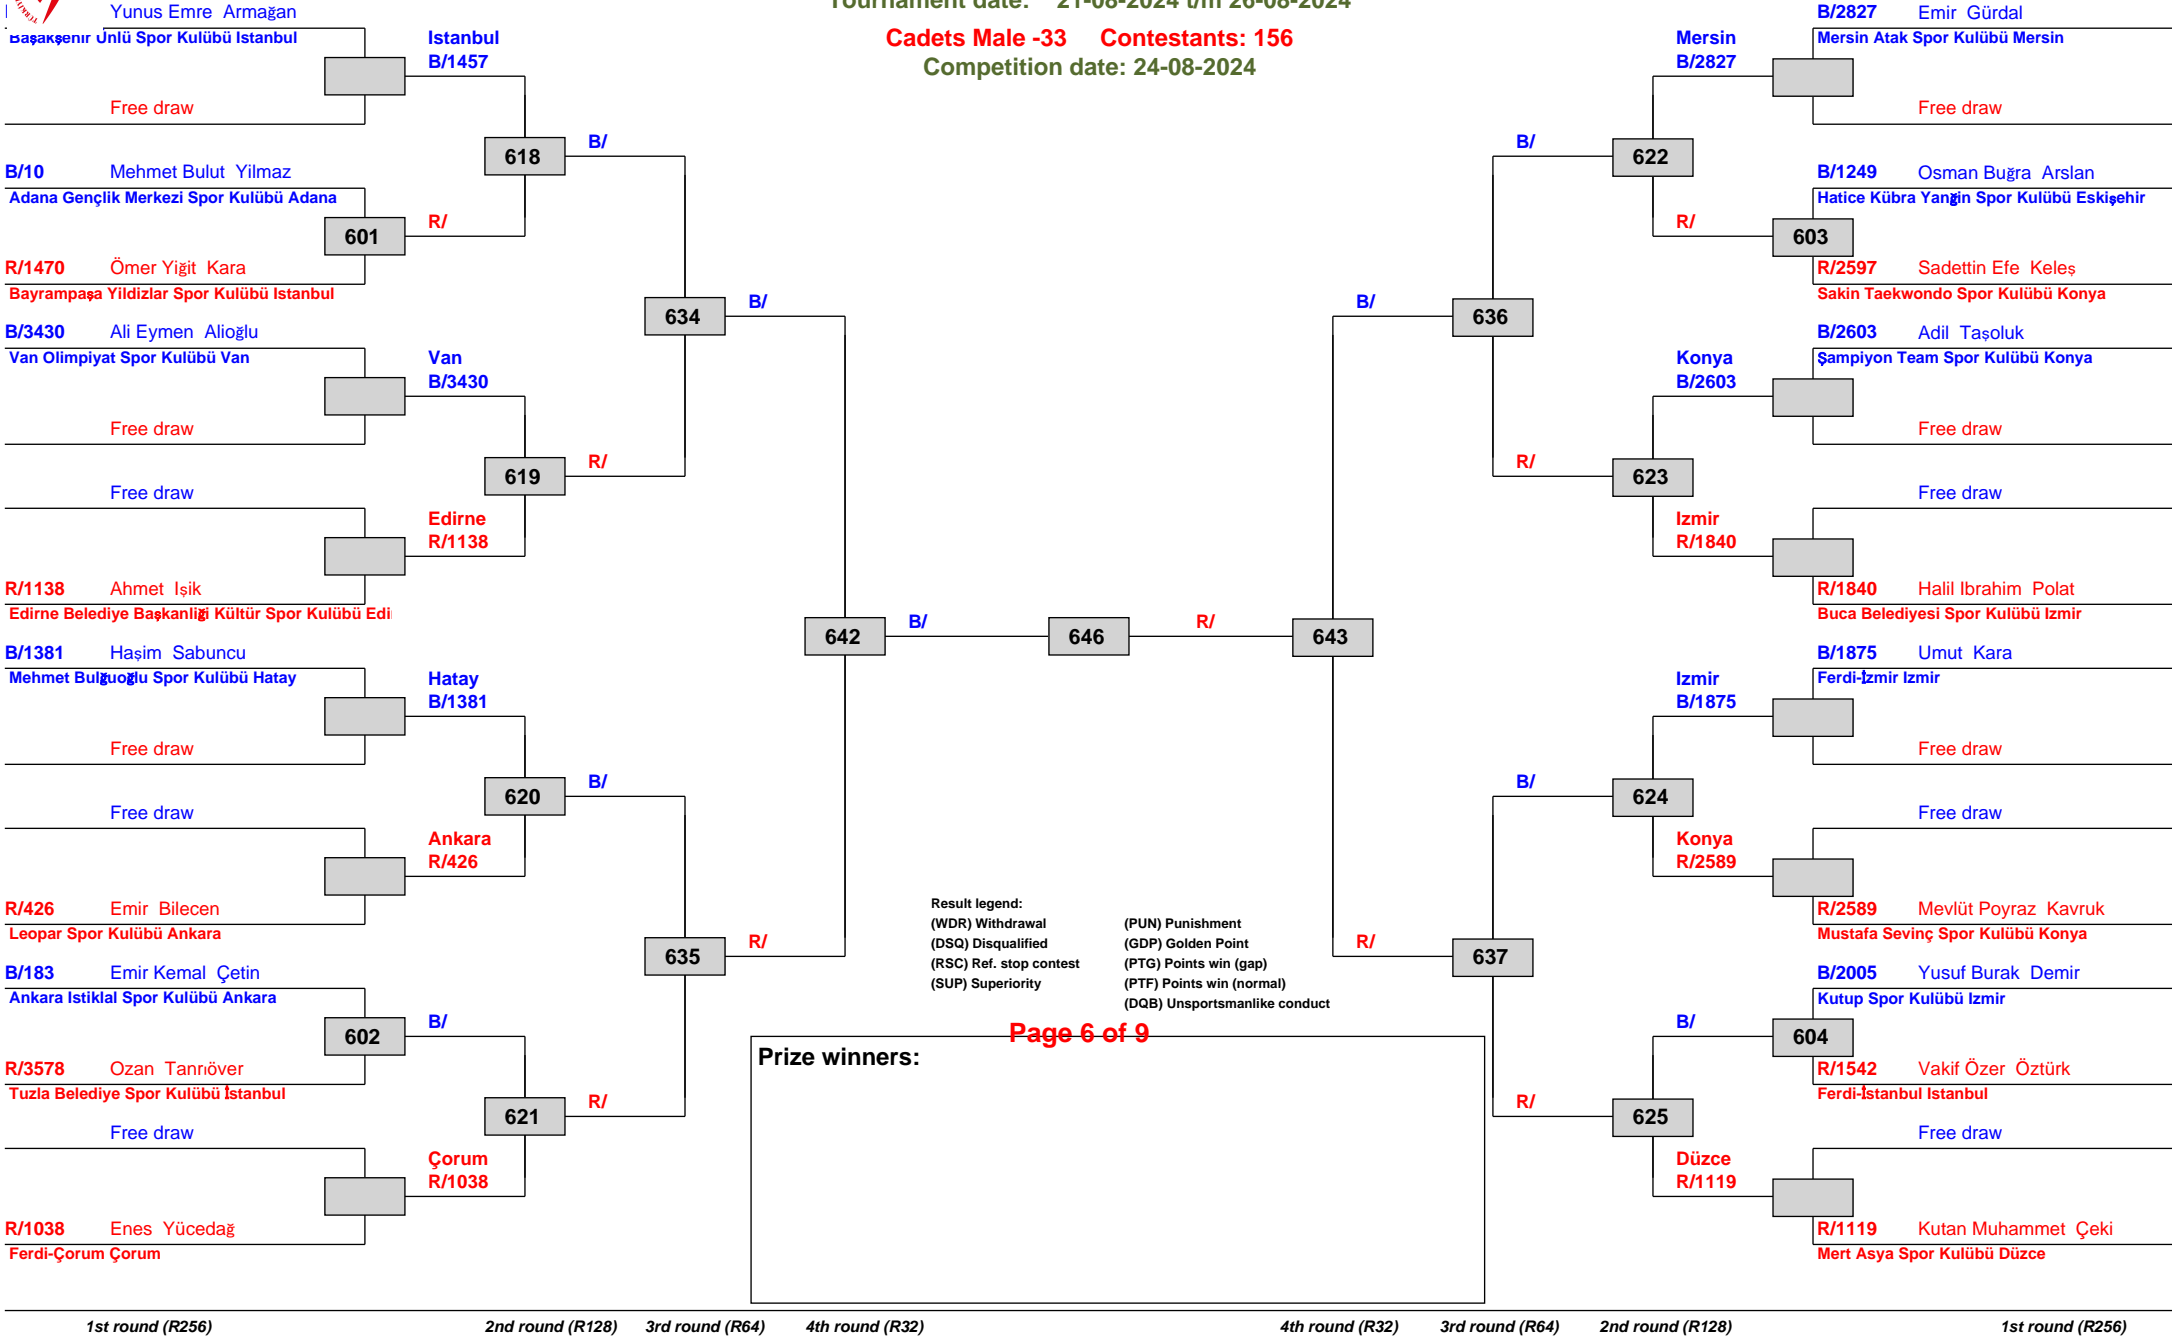 Tournament date: 21-08-2024 t/m 26-08-2024
Cadets Male -33 Contestants: 156
Competition date: 24-08-2024
Yunus Emre Armağan
Başakşehir Ünlü Spor Kulübü Istanbul
Free draw
Istanbul
B/1457
618
B/
B/10 Mehmet Bulut Yilmaz
Adana Gençlik Merkezi Spor Kulübü Adana
601
R/
R/1470 Ömer Yiğit Kara
Bayrampaşa Yildizlar Spor Kulübü Istanbul
634
B/
B/3430 Ali Eymen Alioğlu
Van Olimpiyat Spor Kulübü Van
Free draw
Van
B/3430
619
R/
Free draw
Edirne
R/1138
R/1138 Ahmet Işik
Edirne Belediye Başkanliği Kültür Spor Kulübü Edi
642
B/
646
R/
643
B/1381 Haşim Sabuncu
Mehmet Bulğuoğlu Spor Kulübü Hatay
Free draw
Hatay
B/1381
620
B/
Free draw
Ankara
R/426
R/426 Emir Bilecen
Leopar Spor Kulübü Ankara
635
R/
B/183 Emir Kemal Çetin
Ankara Istiklal Spor Kulübü Ankara
602
B/
R/3578 Ozan Tanrıöver
Tuzla Belediye Spor Kulübü İstanbul
621
R/
Free draw
Çorum
R/1038
R/1038 Enes Yücedağ
Ferdi-Çorum Çorum
B/2827 Emir Gürdal
Mersin Atak Spor Kulübü Mersin
Free draw
Mersin
B/2827
622
B/
B/1249 Osman Buğra Arslan
Hatice Kübra Yanğin Spor Kulübü Eskişehir
603
R/
R/2597 Sadettin Efe Keleş
Sakin Taekwondo Spor Kulübü Konya
636
B/
B/2603 Adil Taşoluk
Şampiyon Team Spor Kulübü Konya
Free draw
Konya
B/2603
623
R/
Free draw
Izmir
R/1840
R/1840 Halil Ibrahim Polat
Buca Belediyesi Spor Kulübü Izmir
B/1875 Umut Kara
Ferdi-İzmir Izmir
Free draw
Izmir
B/1875
624
B/
Free draw
Konya
R/2589
R/2589 Mevlüt Poyraz Kavruk
Mustafa Sevinç Spor Kulübü Konya
637
R/
B/2005 Yusuf Burak Demir
Kutup Spor Kulübü Izmir
604
B/
R/1542 Vakif Özer Öztürk
Ferdi-İstanbul Istanbul
625
R/
Free draw
Düzce
R/1119
R/1119 Kutan Muhammet Çeki
Mert Asya Spor Kulübü Düzce
Result legend:
(WDR) Withdrawal (PUN) Punishment
(DSQ) Disqualified (GDP) Golden Point
(RSC) Ref. stop contest (PTG) Points win (gap)
(SUP) Superiority (PTF) Points win (normal)
(DQB) Unsportsmanlike conduct
Page 6 of 9
Prize winners:
1st round (R256) 2nd round (R128) 3rd round (R64) 4th round (R32) 4th round (R32) 3rd round (R64) 2nd round (R128) 1st round (R256)